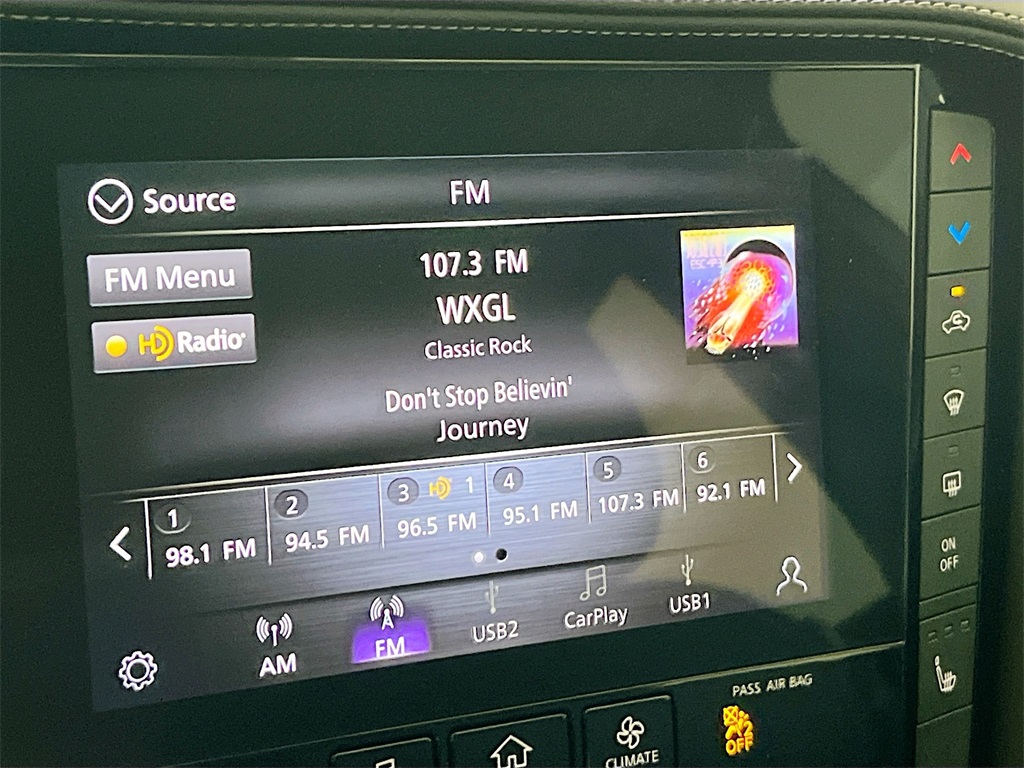 Source
FM
FM Menu
HD Radio
107.3 FM
WXGL
Classic Rock
Don't Stop Believin'
Journey
1
98.1 FM
2
94.5 FM
3 HD 1
96.5 FM
4
95.1 FM
5
107.3 FM
6
92.1 FM
AM
FM
USB2
CarPlay
USB1
ON
OFF
PASS AIR BAG
2
OFF
CLIMATE